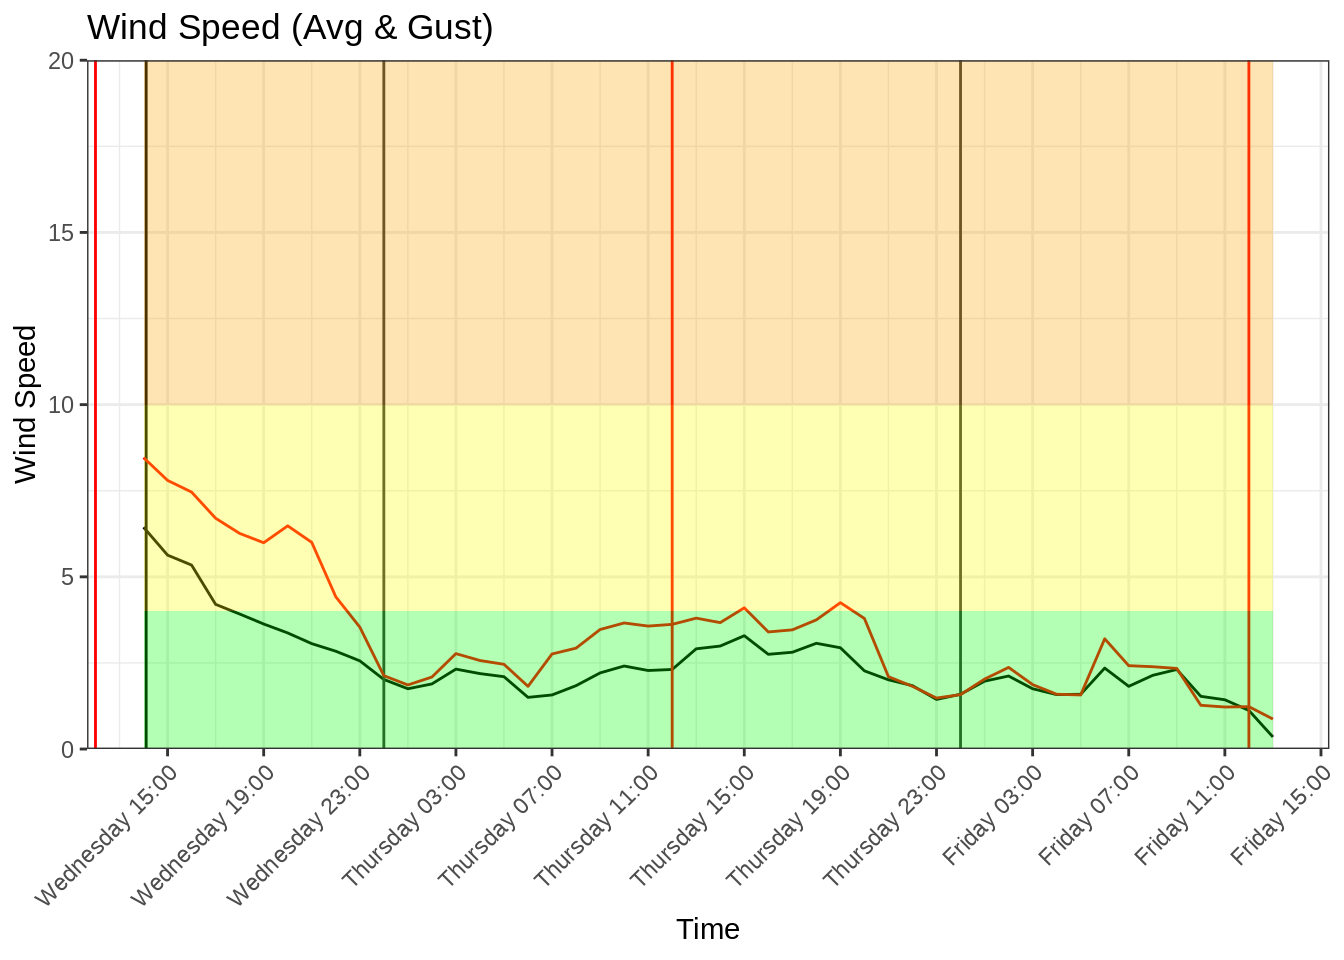 Wind Speed (Avg & Gust)
Wind Speed
20
15
10
5
0
Wednesday 15:00
Wednesday 19:00
Wednesday 23:00
Thursday 03:00
Thursday 07:00
Thursday 11:00
Thursday 15:00
Thursday 19:00
Thursday 23:00
Friday 03:00
Friday 07:00
Friday 11:00
Friday 15:00
Time